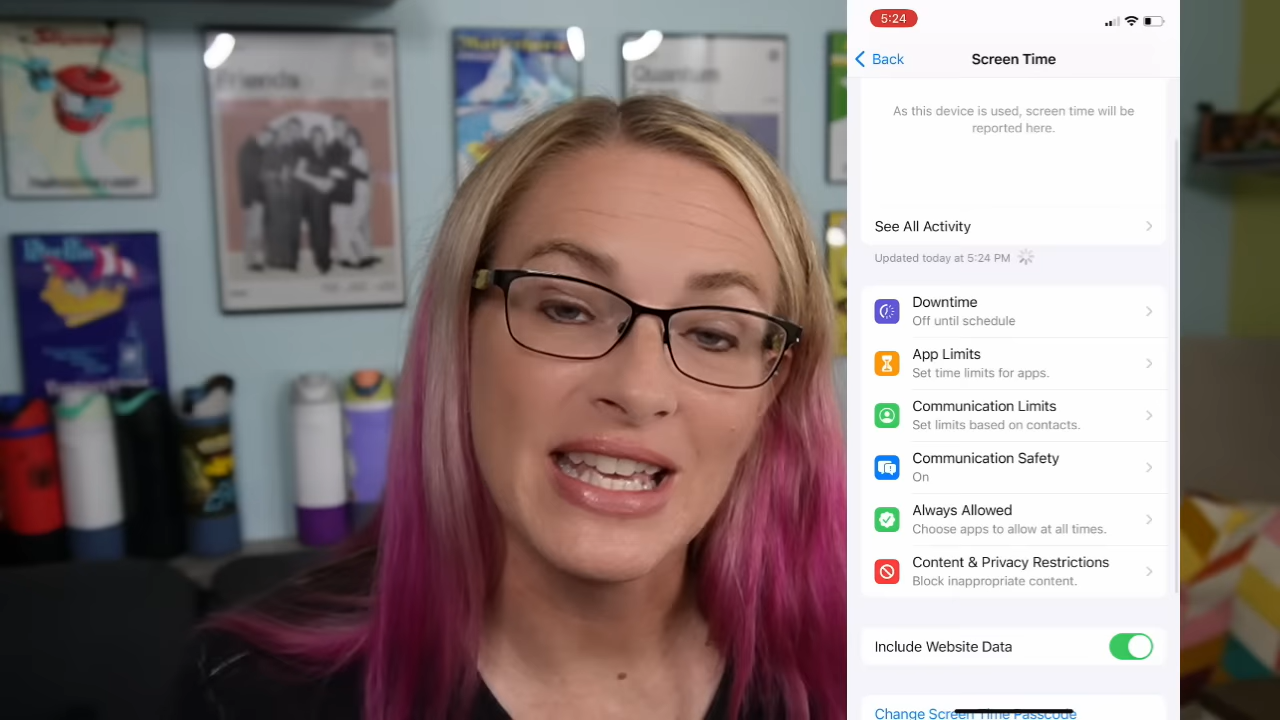 Friends
Quantum
5:24
Back
Screen Time
As this device is used, screen time will be
reported here.
See All Activity
Updated today at 5:24 PM
Downtime
Off until schedule
App Limits
Set time limits for apps.
Communication Limits
Set limits based on contacts.
Communication Safety
On
Always Allowed
Choose apps to allow at all times.
Content & Privacy Restrictions
Block inappropriate content.
Include Website Data
Change Screen Time Passcode